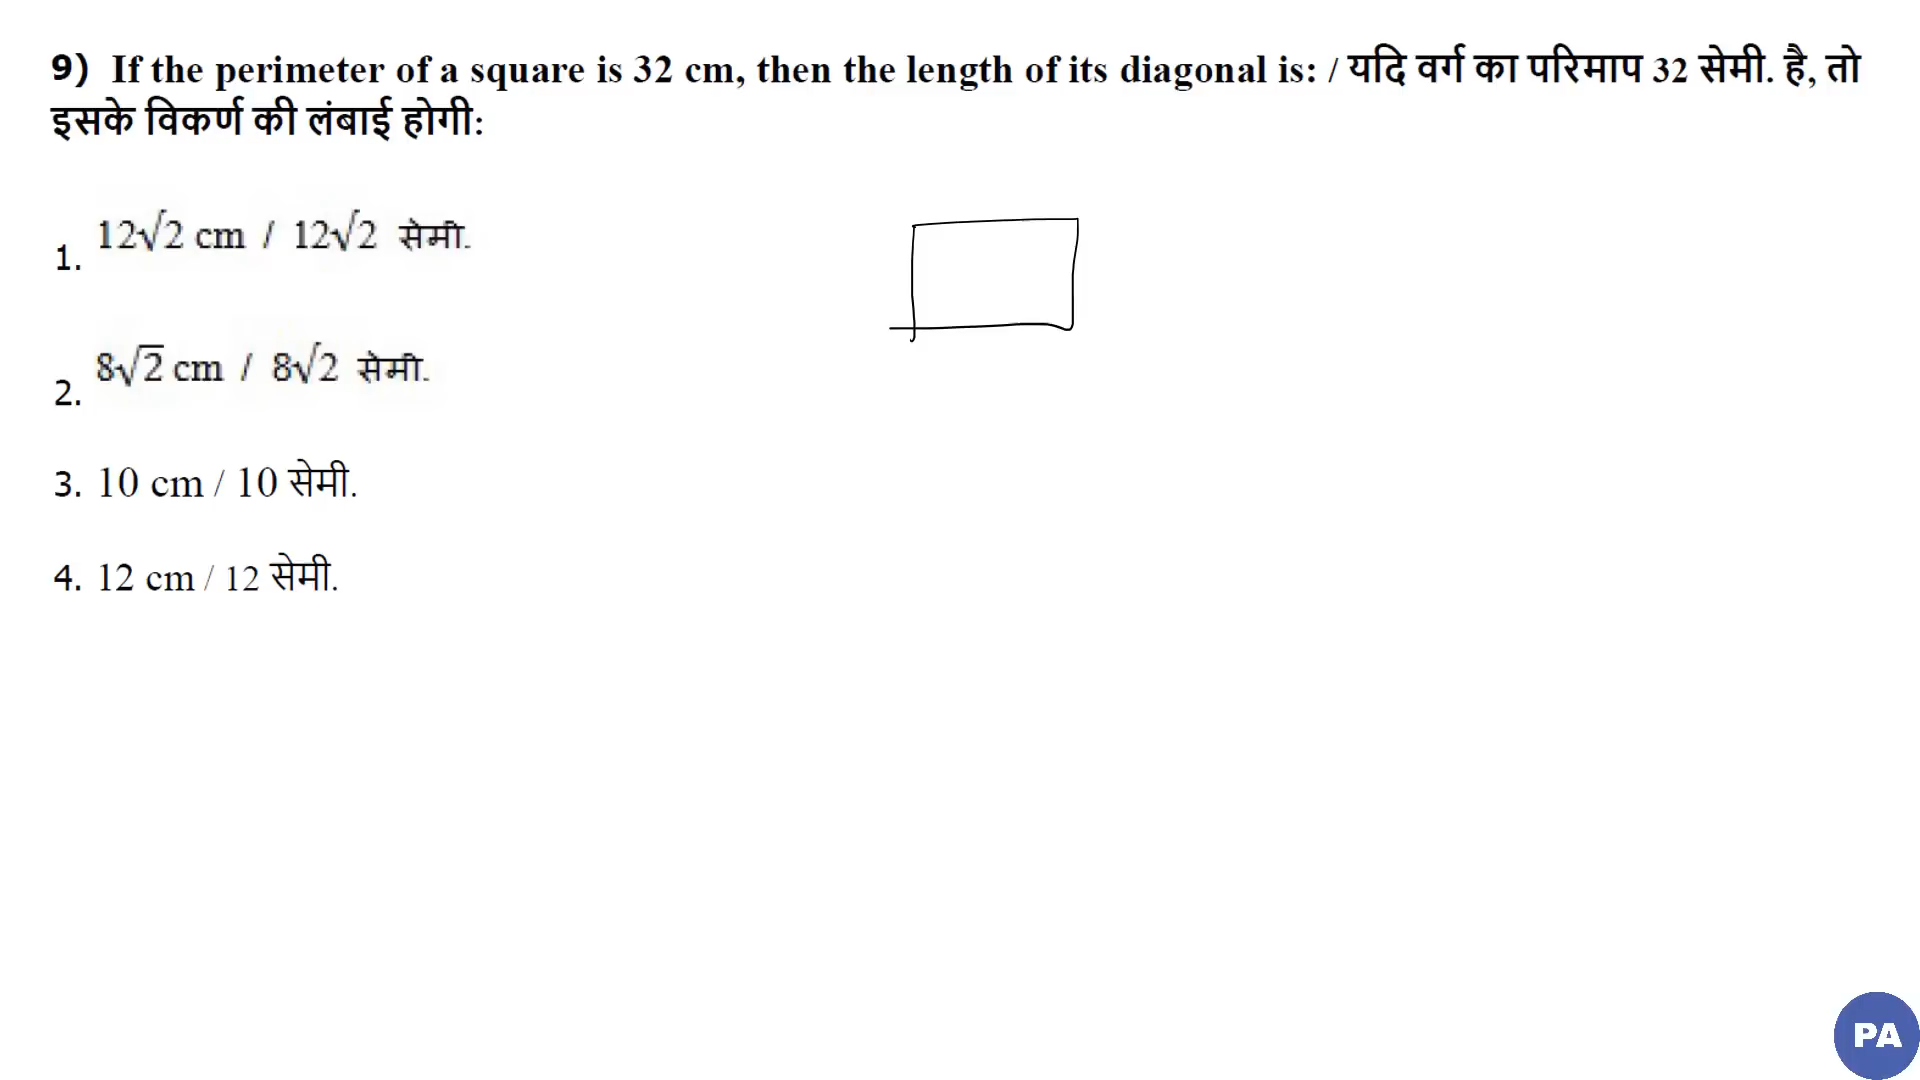 9) If the perimeter of a square is 32 cm, then the length of its diagonal is: / यदि वर्ग का परिमाप 32 सेमी. है, तो
इसके विकर्ण की लंबाई होगी:
1. 12√2 cm / 12√2 सेमी.
2. 8√2 cm / 8√2 सेमी.
3. 10 cm / 10 सेमी.
4. 12 cm / 12 सेमी.
PA